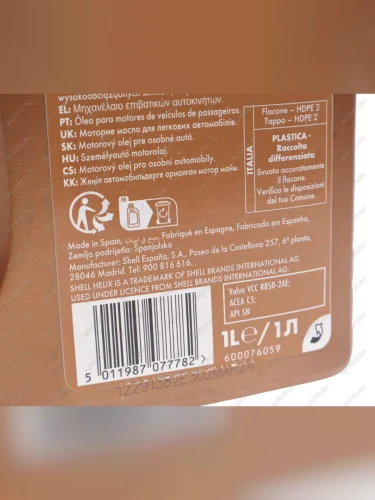 EL: Μηχανέλαιο επιβατικών αυτοκινήτων.
PT: Óleo para motores de veículos de passageiros.
UK: Моторне масло для легкових автомобілів.
SK: Motorový olej pre osobné autá.
HU: Személyautó motorolaj.
CS: Motorový olej pro osobní automobily.
KK: Жеңіл автомобильдерге арналған мотор майы.
Flacone – HDPE 2
Tappo – HDPE 2
ITALIA
PLASTICA -
Raccolta
differenziata
Svuota accuratamente
il flacone.
Verifica le disposizioni
del tuo Comune.
FR
Made in Spain, Fabriqué en Espagne, Fabricado en España,
Zemlja podrijetla: Španjolska
Manufacturer: Shell España, S.A., Paseo de la Castellana 257, 6ª planta,
28046 Madrid. Tel: 900 816 616.
SHELL HELIX IS A TRADEMARK OF SHELL BRANDS INTERNATIONAL AG.
USED UNDER LICENCE FROM SHELL BRANDS INTERNATIONAL AG.
Volvo VCC RBS0-2AE;
ACEA C5;
API SN
1L e / 1 Л
600076059
5 011987 077782